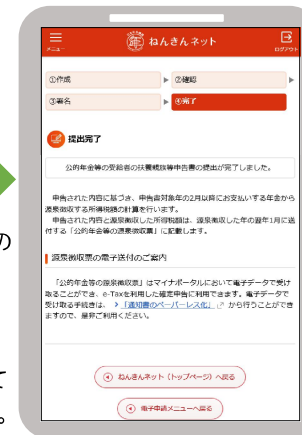 メニュー
ねんきんネット
ログアウト
①作成
②確認
③署名
④完了
提出完了
公的年金等の受給者の扶養親族等申告書の提出が完了しました。
申告された内容に基づき、申告書対象年の2月以降にお支払いする年金から
源泉徴収する所得税額の計算を行います。
申告された内容と源泉徴収した所得税額は、源泉徴収した年の翌年1月に送
付する「公的年金等の源泉徴収票」に記載します。
源泉徴収票の電子送付のご案内
「公的年金等の源泉徴収票」はマイナポータルにおいて電子データで受け
取ることができ、e-Taxを利用した確定申告に利用できます。電子データで
受け取る手続きは、 > 「通知書のペーパーレス化」 から行うことができ
ますので、是非ご利用ください。
ねんきんネット（トップページ）へ戻る
電子申請メニューへ戻る
の
て
。